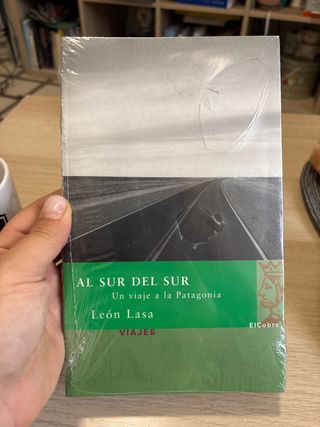 AL SUR DEL SUR
Un viaje a la Patagonia
León Lasa
ElCobre
VIAJES